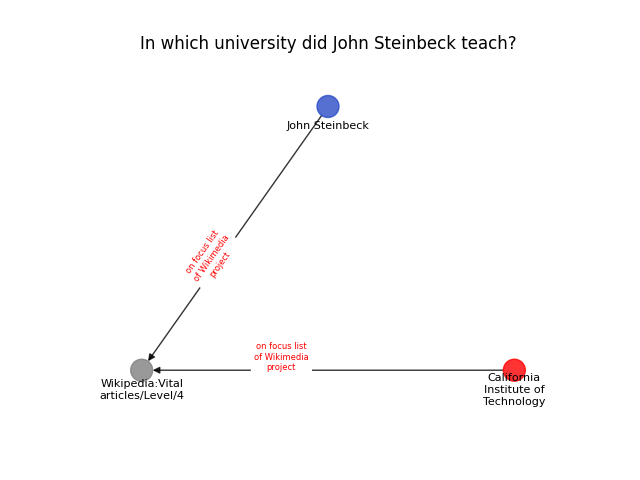 In which university did John Steinbeck teach?
John Steinbeck
on focus list
of Wikimedia
project
on focus list
of Wikimedia
project
Wikipedia:Vital
articles/Level/4
California
Institute of
Technology